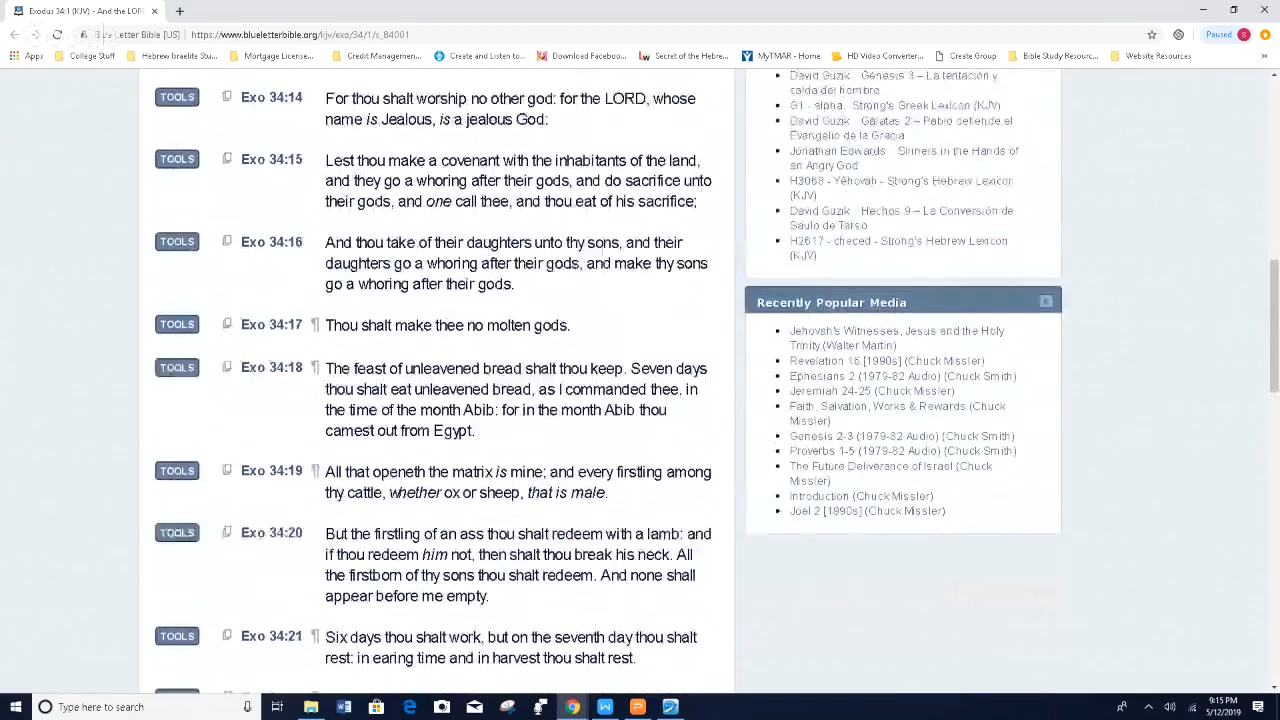 Exodus 34:1 (KJV) - And the LOR
Blue Letter Bible [US] | https://www.blueletterbible.org/kjv/exo/34/1/s_84001
Paused S
Apps College Stuff Hebrew Israelite Stu... Mortgage License... Credit Managemen... Create and Listen to... Download Faceboo... Secret of the Hebre... MyTMAR - Home HD Video Converter... Create Group Bible Study Resourc... Website Resources »
TOOLS Exo 34:14 For thou shalt worship no other god: for the LORD, whose
name is Jealous, is a jealous God:
TOOLS Exo 34:15 Lest thou make a covenant with the inhabitants of the land,
and they go a whoring after their gods, and do sacrifice unto
their gods, and one call thee, and thou eat of his sacrifice;
TOOLS Exo 34:16 And thou take of their daughters unto thy sons, and their
daughters go a whoring after their gods, and make thy sons
go a whoring after their gods.
TOOLS Exo 34:17 ¶ Thou shalt make thee no molten gods.
TOOLS Exo 34:18 ¶ The feast of unleavened bread shalt thou keep. Seven days
thou shalt eat unleavened bread, as I commanded thee, in
the time of the month Abib: for in the month Abib thou
camest out from Egypt.
TOOLS Exo 34:19 ¶ All that openeth the matrix is mine; and every firstling among
thy cattle, whether ox or sheep, that is male.
TOOLS Exo 34:20 But the firstling of an ass thou shalt redeem with a lamb: and
if thou redeem him not, then shalt thou break his neck. All
the firstborn of thy sons thou shalt redeem. And none shall
appear before me empty.
TOOLS Exo 34:21 ¶ Six days thou shalt work, but on the seventh day thou shalt
rest: in earing time and in harvest thou shalt rest.
David Guzik Génesis 3 – La tentación y
caída del hombre
G1 - alpha: Strong's Greek Lexicon (KJV)
David Guzik Gálatas 2 – Pablo defiende el
Evangelio de la Gracia
Jonathan Edwards Sinners in the Hands of
an Angry God
H3068 - Yĕhovah - Strong's Hebrew Lexicon
(KJV)
David Guzik Hechos 9 – La Conversión de
Saulo de Tarso
H2617 - checed - Strong's Hebrew Lexicon
(KJV)
Recently Popular Media x
Jehovah's Witnesses, Jesus and the Holy
Trinity (Walter Martin)
Revelation 16 [1990s] (Chuck Missler)
Ephesians 2 (1979-82 Audio) (Chuck Smith)
Jeremiah 24-25 (Chuck Missler)
Faith, Salvation, Works & Rewards (Chuck
Missler)
Genesis 2-3 (1979-82 Audio) (Chuck Smith)
Proverbs 1-5 (1979-82 Audio) (Chuck Smith)
The Future Deliverance of Israel (Chuck
Missler)
Introduction (Chuck Missler)
Joel 2 [1990s] (Chuck Missler)
Type here to search
9:15 PM
5/12/2019